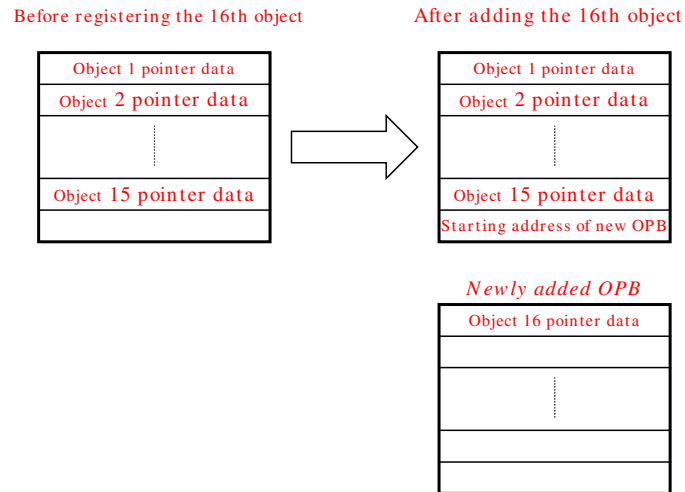 Before registering the 16th object
After adding the 16th object
Object 1 pointer data
Object 2 pointer data
Object 15 pointer data
Object 1 pointer data
Object 2 pointer data
Object 15 pointer data
Starting address of new OPB
Newly added OPB
Object 16 pointer data